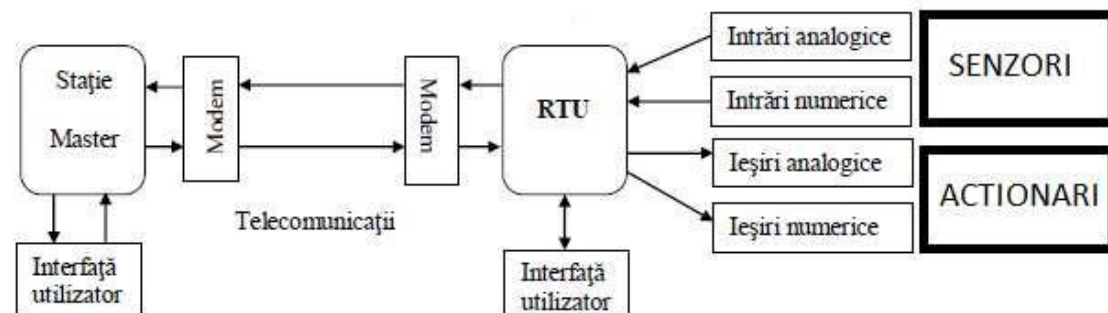 Staţie
Master
Modem
Modem
Telecomunicaţii
Interfaţă
utilizator
RTU
Interfaţă
utilizator
Intrări analogice
Intrări numerice
Ieşiri analogice
Ieşiri numerice
SENZORI
ACTIONARI